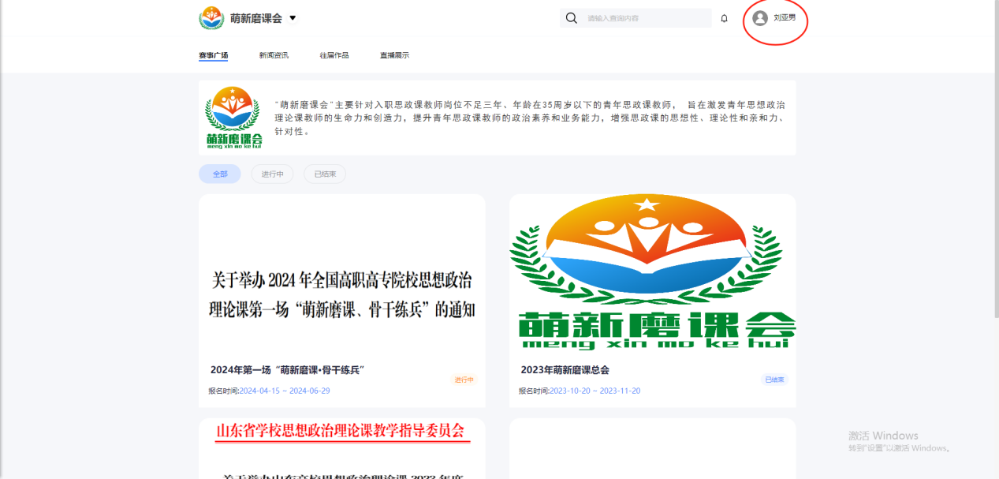 萌新磨课会
请输入查询内容
刘亚男
赛事广场 新闻资讯 往届作品 直播展示
“萌新磨课会”主要针对入职思政课教师岗位不足三年、年龄在35周岁以下的青年思政课教师， 旨在激发青年思想政治
理论课教师的生命力和创造力，提升青年思政课教师的政治素养和业务能力，增强思政课的思想性、理论性和亲和力、
针对性。
萌新磨课会
meng xin mo ke hui
全部 进行中 已结束
关于举办 2024 年全国高职高专院校思想政治
理论课第一场“萌新磨课、骨干练兵”的通知
2024年第一场“萌新磨课•骨干练兵”
进行中
报名时间:2024-04-15 ~ 2024-06-29
萌新磨课会
meng xin mo ke hui
2023年萌新磨课总会
已结束
报名时间:2023-10-20 ~ 2023-11-20
山东省学校思想政治理论课教学指导委员会
关于举办山东高校思想政治理论课 2023 年度
激活 Windows
转到“设置”以激活 Windows。